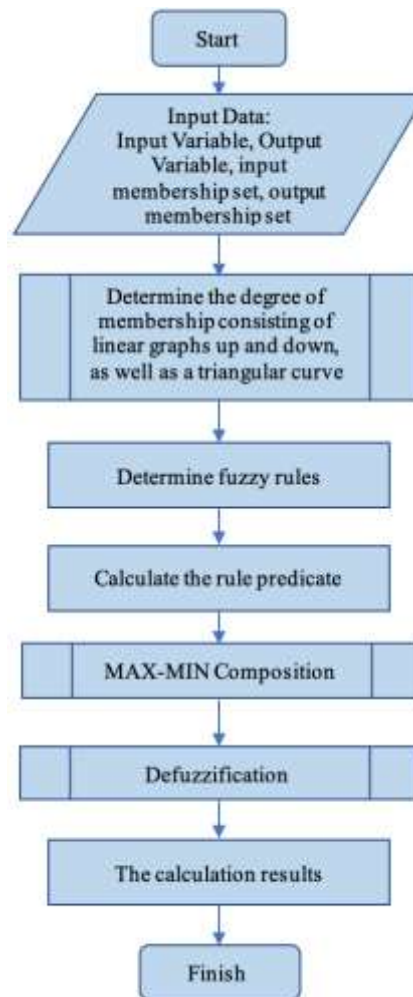 Start
Input Data:
Input Variable, Output
Variable, input
membership set, output
membership set
Determine the degree of
membership consisting of
linear graphs up and down,
as well as a triangular curve
Determine fuzzy rules
Calculate the rule predicate
MAX-MIN Composition
Defuzzification
The calculation results
Finish